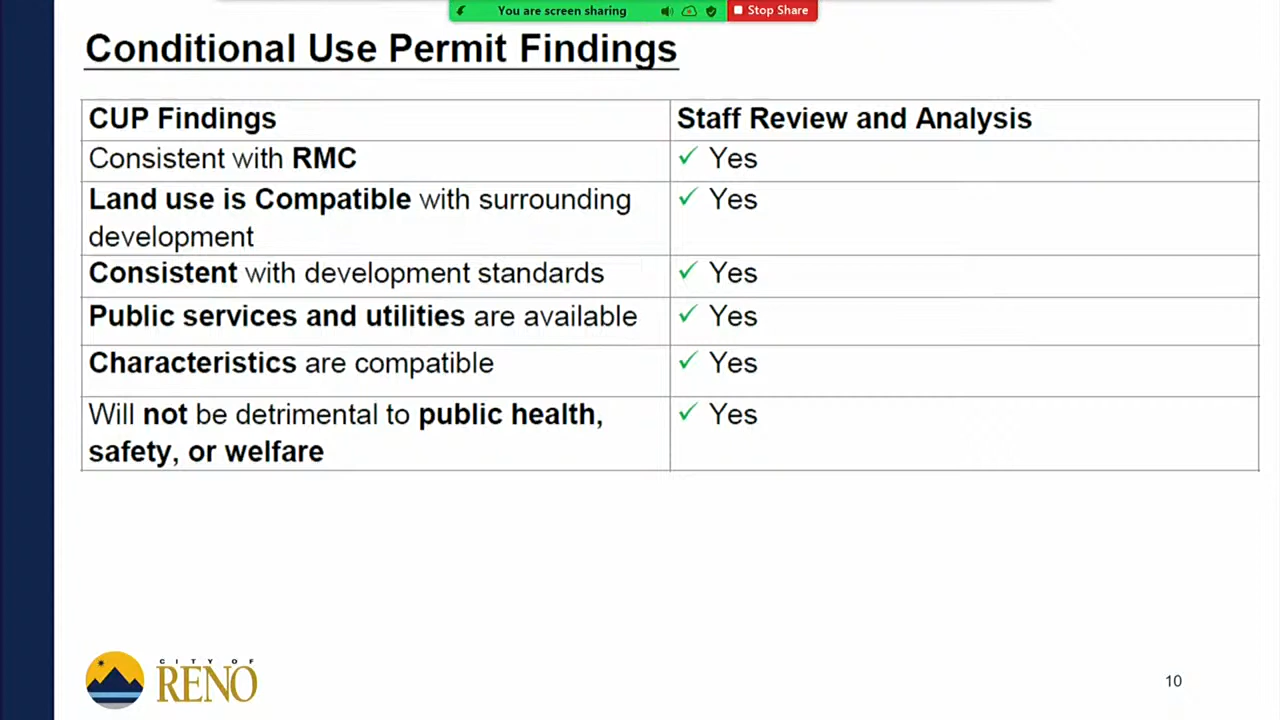 You are screen sharing
Stop Share
Conditional Use Permit Findings
CUP Findings
Staff Review and Analysis
Consistent with RMC
✓ Yes
Land use is Compatible with surrounding
development
✓ Yes
Consistent with development standards
✓ Yes
Public services and utilities are available
✓ Yes
Characteristics are compatible
✓ Yes
Will not be detrimental to public health,
safety, or welfare
✓ Yes
CITY OF
RENO
10